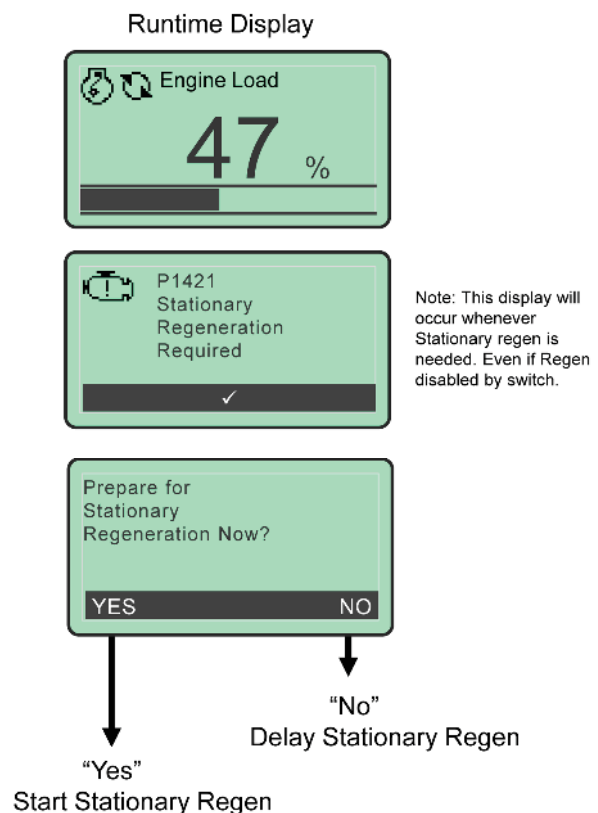 Runtime Display
Engine Load
47 %
P1421
Stationary
Regeneration
Required
✓
Note: This display will
occur whenever
Stationary regen is
needed. Even if Regen
disabled by switch.
Prepare for
Stationary
Regeneration Now?
YES NO
“No”
Delay Stationary Regen
“Yes”
Start Stationary Regen